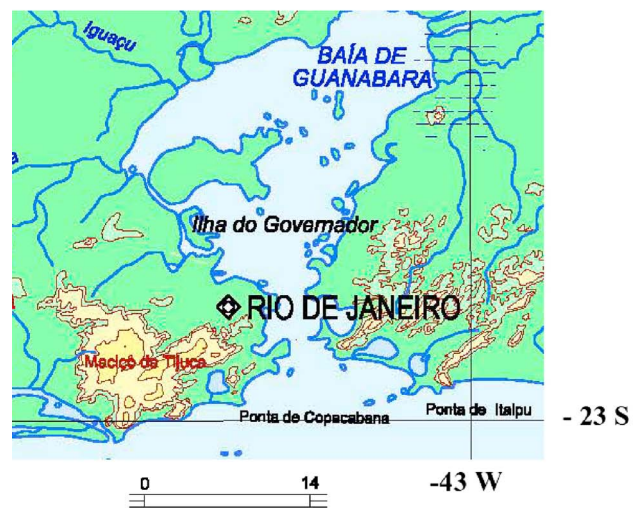 Iguaçu
BAÍA DE
GUANABARA
Ilha do Governador
RIO DE JANEIRO
Maciço da Tijuca
Ponta de Copacabana
Ponta de Itaipu
- 23 S
-43 W
0 14